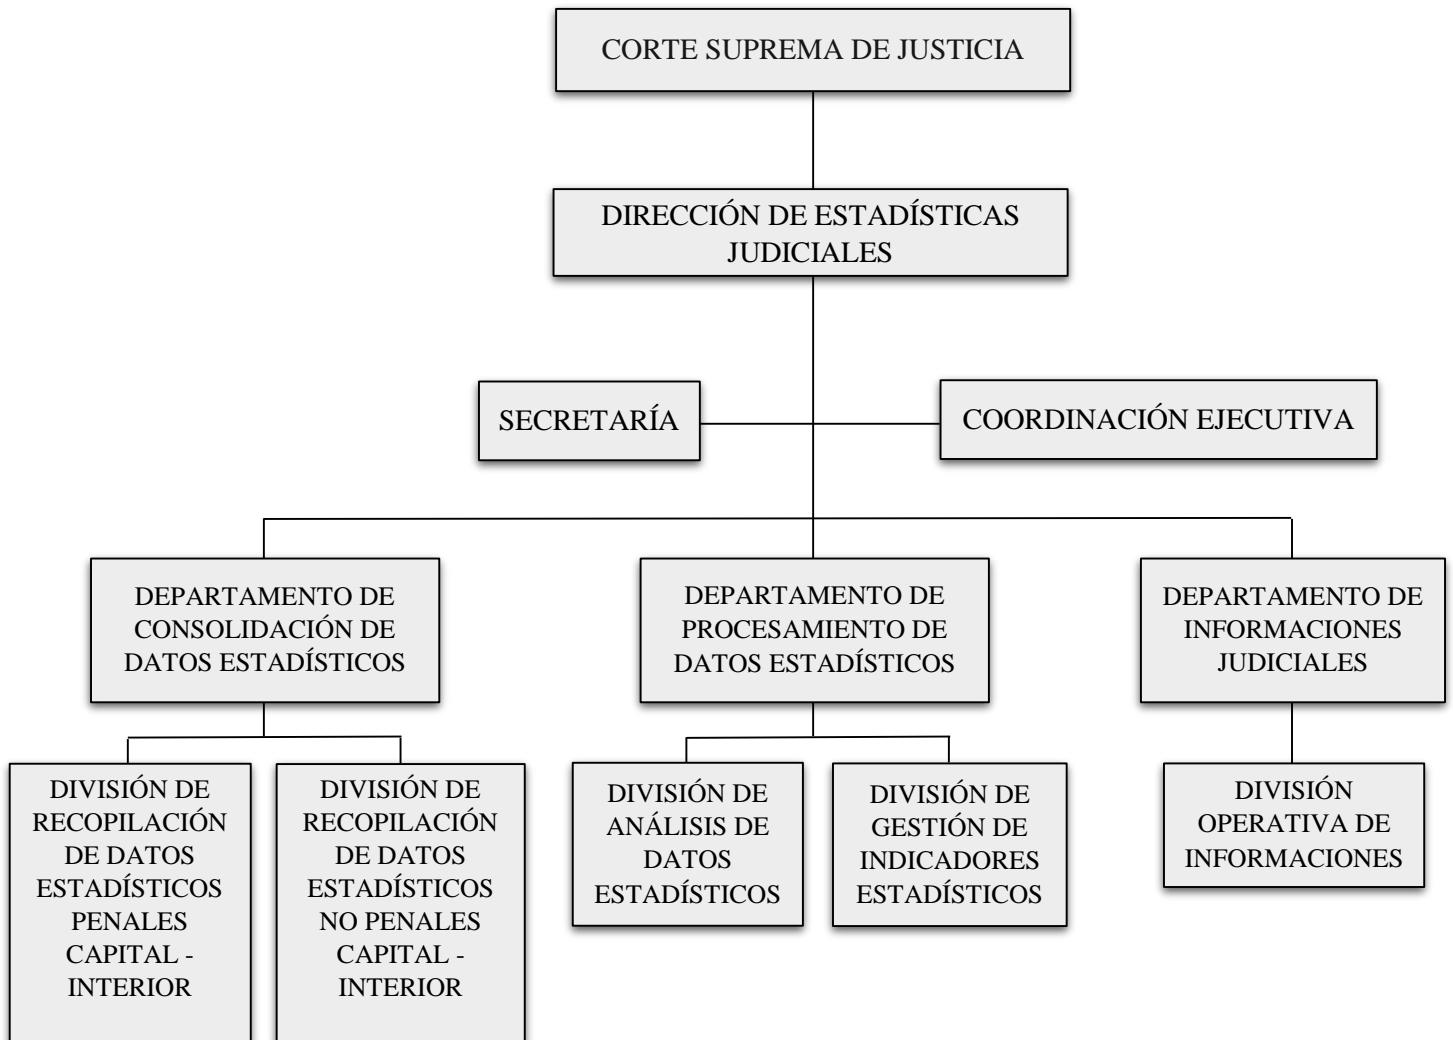 CORTE SUPREMA DE JUSTICIA
DIRECCIÓN DE ESTADÍSTICAS
JUDICIALES
SECRETARÍA
COORDINACIÓN EJECUTIVA
DEPARTAMENTO DE
CONSOLIDACIÓN DE
DATOS ESTADÍSTICOS
DEPARTAMENTO DE
PROCESAMIENTO DE
DATOS ESTADÍSTICOS
DEPARTAMENTO DE
INFORMACIONES
JUDICIALES
DIVISIÓN DE
RECOPILACIÓN
DE DATOS
ESTADÍSTICOS
PENALES
CAPITAL -
INTERIOR
DIVISIÓN DE
RECOPILACIÓN
DE DATOS
ESTADÍSTICOS
NO PENALES
CAPITAL -
INTERIOR
DIVISIÓN DE
ANÁLISIS DE
DATOS
ESTADÍSTICOS
DIVISIÓN DE
GESTIÓN DE
INDICADORES
ESTADÍSTICOS
DIVISIÓN
OPERATIVA DE
INFORMACIONES